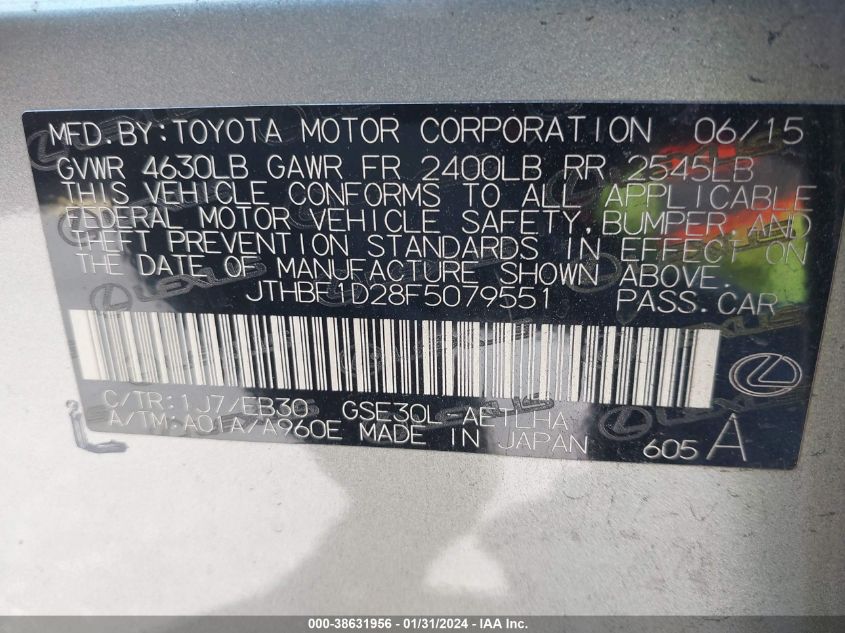 MFD.BY:TOYOTA MOTOR CORPORATION 06/15
GVWR 4630LB GAWR FR 2400LB RR 2545LB
THIS VEHICLE CONFORMS TO ALL APPLICABLE
FEDERAL MOTOR VEHICLE SAFETY,BUMPER AND
THEFT PREVENTION STANDARDS IN EFFECT ON
THE DATE OF MANUFACTURE SHOWN ABOVE.
JTHBF1D28F5079551 PASS.CAR
C/TR:1J7/EB30 GSE30L-AETLHA
A/TM:A01A/A960E MADE IN JAPAN 605 A
000-38631956 - 01/31/2024 - IAA Inc.